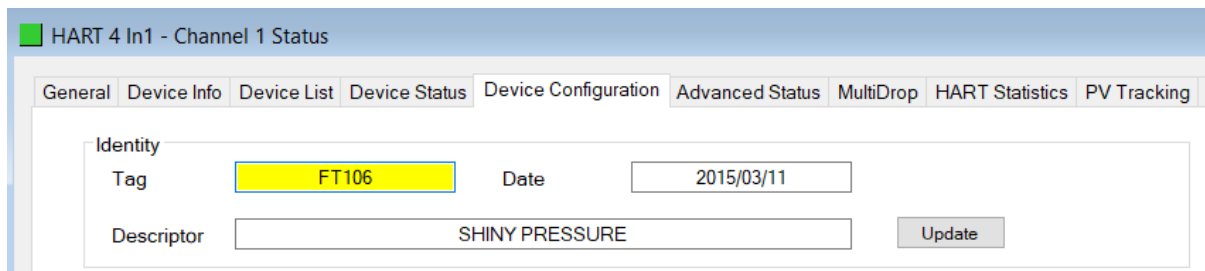 HART 4 In1 - Channel 1 Status
General Device Info Device List Device Status Device Configuration Advanced Status MultiDrop HART Statistics PV Tracking
Identity
Tag FT106 Date 2015/03/11
Descriptor SHINY PRESSURE Update